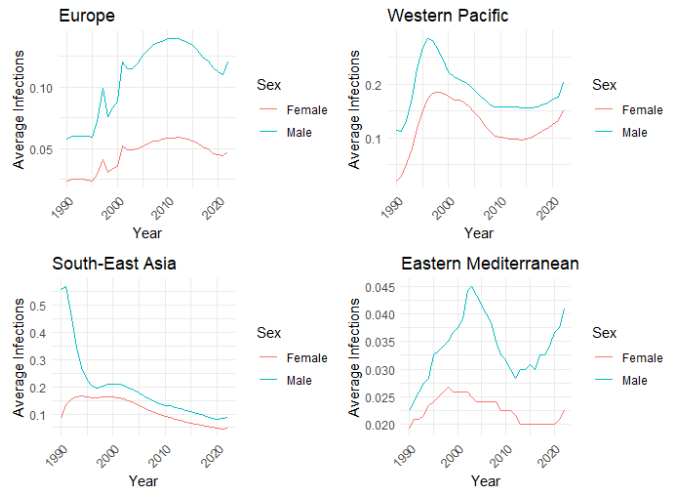 Europe
Average Infections
0.10
0.05
1990
2000
2010
2020
Year
Sex
Female
Male
Western Pacific
Average Infections
0.2
0.1
1990
2000
2010
2020
Year
Sex
Female
Male
South-East Asia
Average Infections
0.5
0.4
0.3
0.2
0.1
1990
2000
2010
2020
Year
Sex
Female
Male
Eastern Mediterranean
Average Infections
0.045
0.040
0.035
0.030
0.025
0.020
1990
2000
2010
2020
Year
Sex
Female
Male